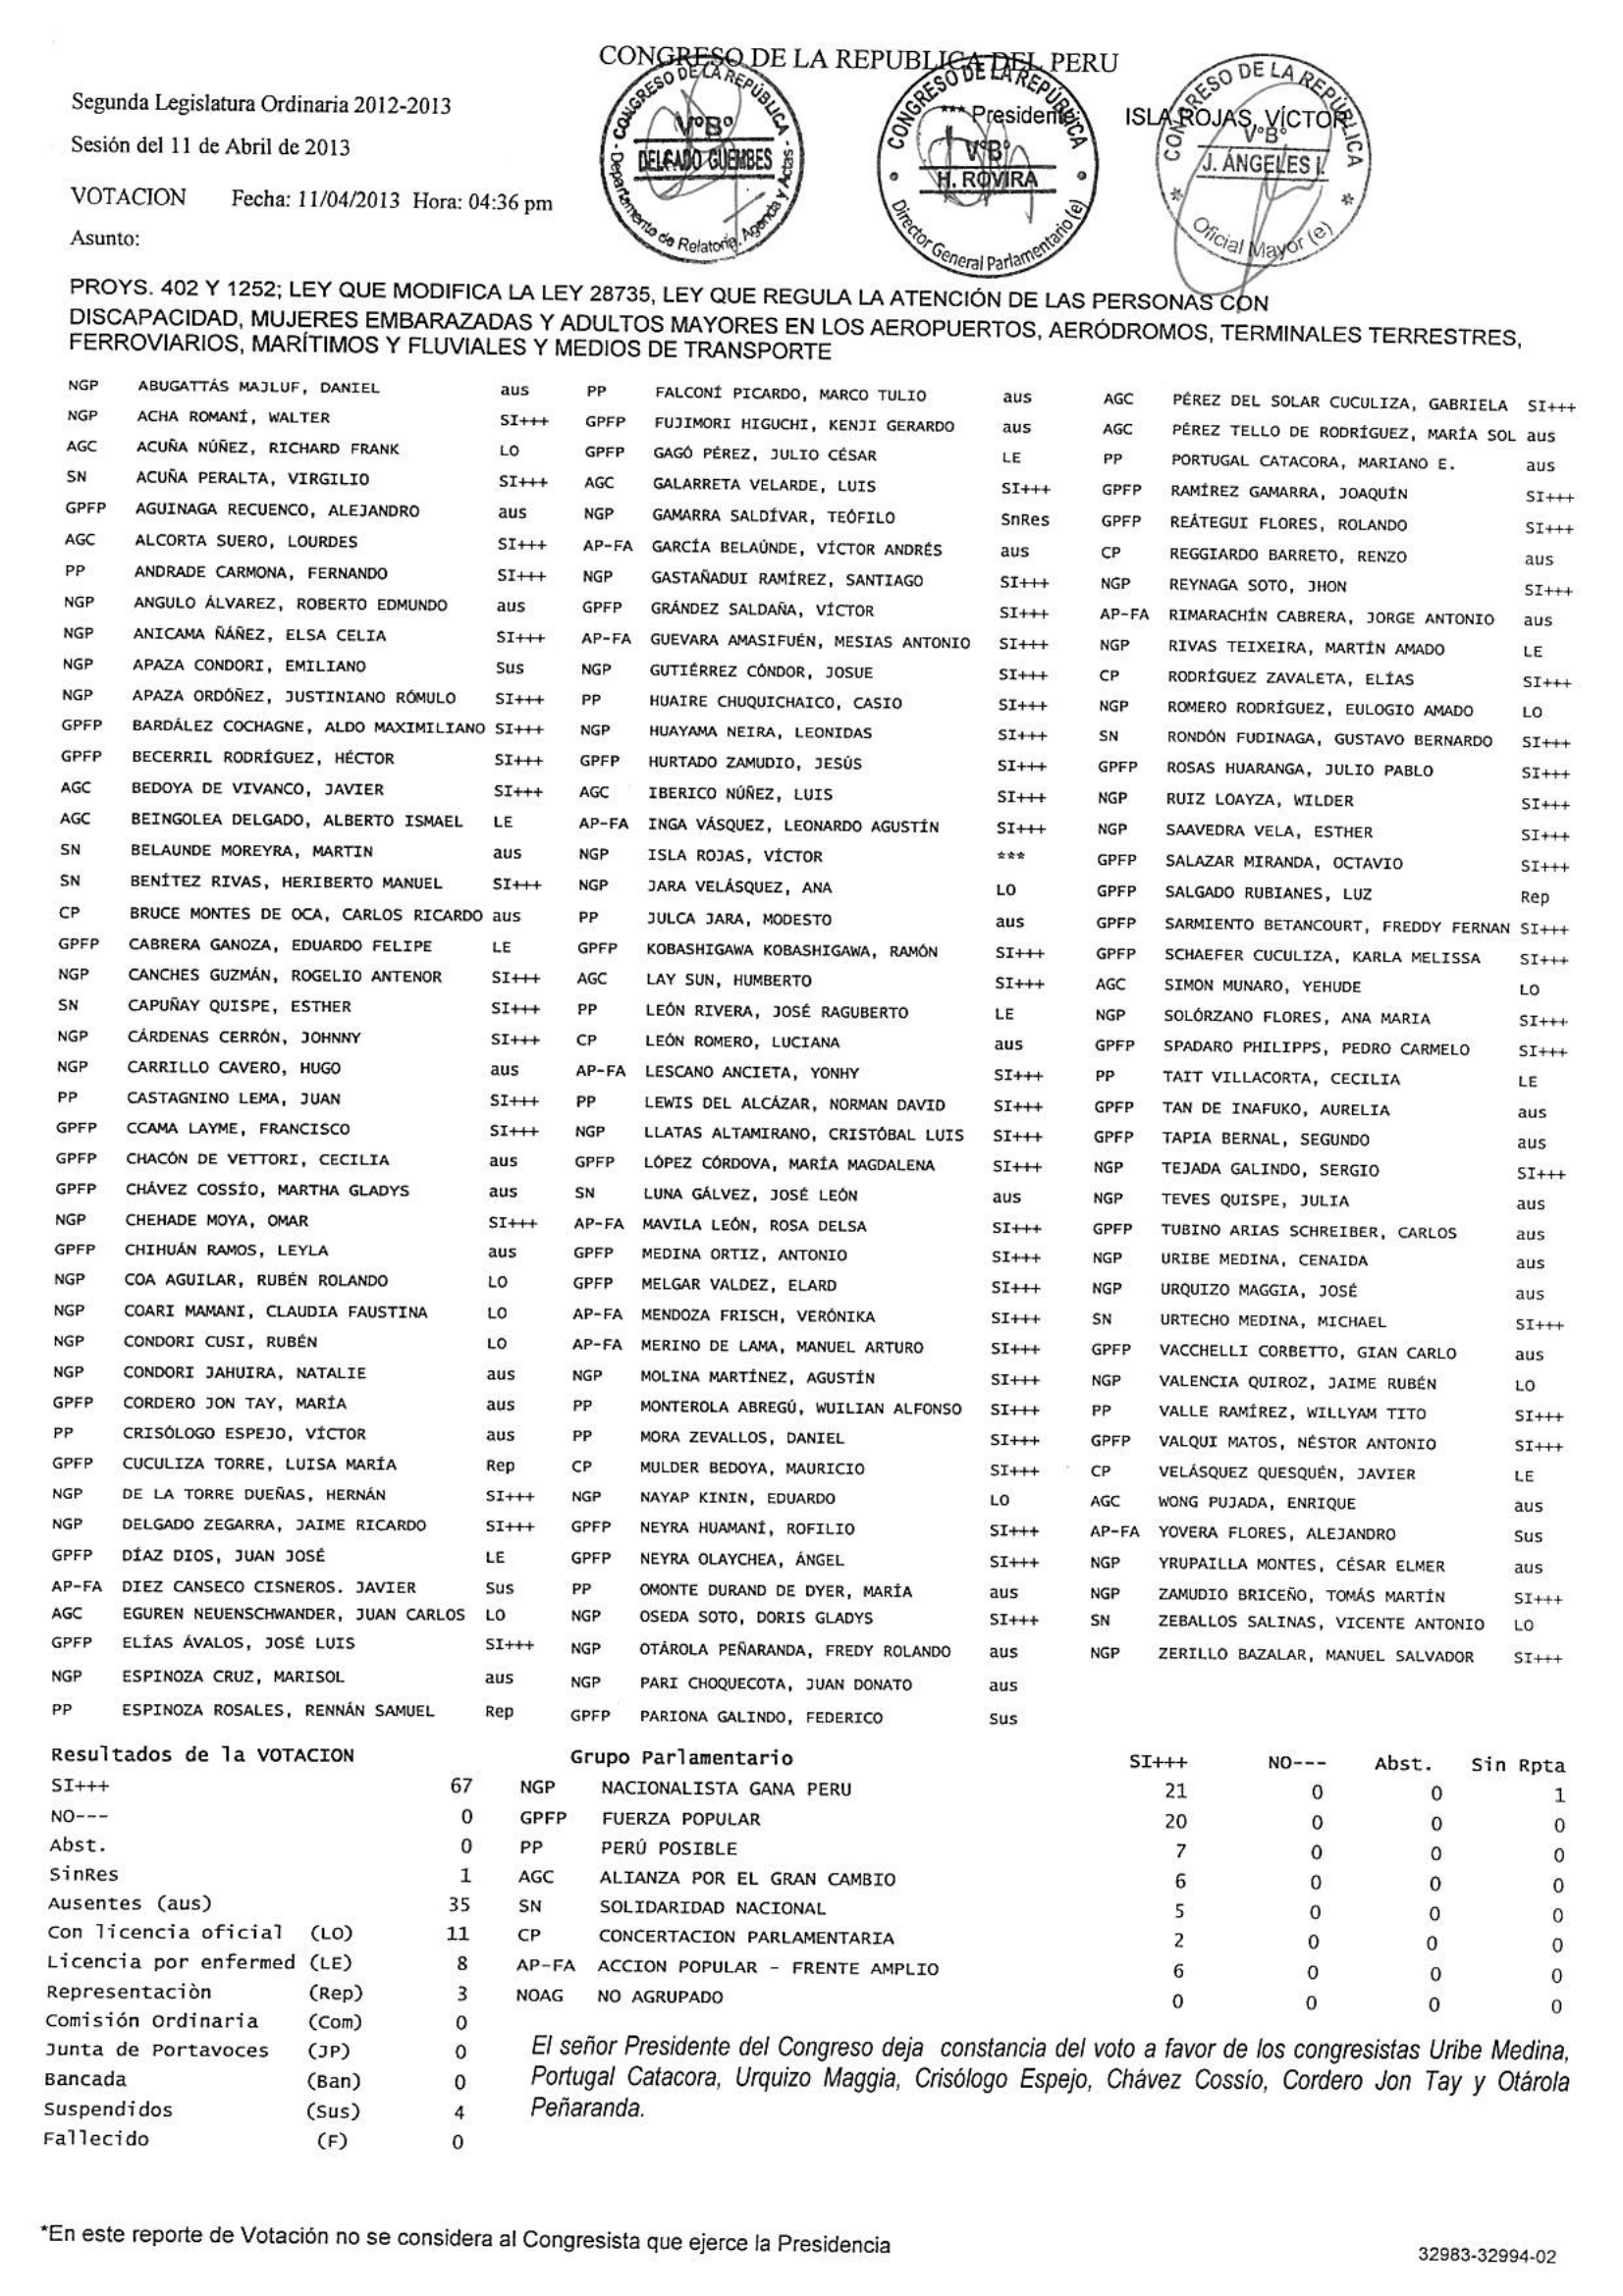 CONGRESO DE LA REPUBLICA DEL PERU
Segunda Legislatura Ordinaria 2012-2013
*** Presidente ISLA ROJAS, VÍCTOR
Sesión del 11 de Abril de 2013
VOTACION Fecha: 11/04/2013 Hora: 04:36 pm
Asunto:
- CONGRESO DE LA REPÚBLICA -
V°B°
DELGADO GUEMBES
Departamento de Relatoría, Agenda y Actas
CONGRESO DE LA REPÚBLICA
V°B°
H. ROVIRA
Director General Parlamentario (e)
CONGRESO DE LA REPÚBLICA
V°B°
J. ÁNGELES I.
Oficial Mayor (e)
PROYS. 402 Y 1252; LEY QUE MODIFICA LA LEY 28735, LEY QUE REGULA LA ATENCIÓN DE LAS PERSONAS CON
DISCAPACIDAD, MUJERES EMBARAZADAS Y ADULTOS MAYORES EN LOS AEROPUERTOS, AERÓDROMOS, TERMINALES TERRESTRES,
FERROVIARIOS, MARÍTIMOS Y FLUVIALES Y MEDIOS DE TRANSPORTE
NGP ABUGATTÁS MAJLUF, DANIEL aus PP FALCONÍ PICARDO, MARCO TULIO aus AGC PÉREZ DEL SOLAR CUCULIZA, GABRIELA SI+++
NGP ACHA ROMANÍ, WALTER SI+++ GPFP FUJIMORI HIGUCHI, KENJI GERARDO aus AGC PÉREZ TELLO DE RODRÍGUEZ, MARÍA SOL aus
AGC ACUÑA NÚÑEZ, RICHARD FRANK LO GPFP GAGÓ PÉREZ, JULIO CÉSAR LE PP PORTUGAL CATACORA, MARIANO E. aus
SN ACUÑA PERALTA, VIRGILIO SI+++ AGC GALARRETA VELARDE, LUIS SI+++ GPFP RAMÍREZ GAMARRA, JOAQUÍN SI+++
GPFP AGUINAGA RECUENCO, ALEJANDRO aus NGP GAMARRA SALDÍVAR, TEÓFILO SnRes GPFP REÁTEGUI FLORES, ROLANDO SI+++
AGC ALCORTA SUERO, LOURDES SI+++ AP-FA GARCÍA BELAÚNDE, VÍCTOR ANDRÉS aus CP REGGIARDO BARRETO, RENZO aus
PP ANDRADE CARMONA, FERNANDO SI+++ NGP GASTAÑADUI RAMÍREZ, SANTIAGO SI+++ NGP REYNAGA SOTO, JHON SI+++
NGP ANGULO ÁLVAREZ, ROBERTO EDMUNDO aus GPFP GRÁNDEZ SALDAÑA, VÍCTOR SI+++ AP-FA RIMARACHÍN CABRERA, JORGE ANTONIO aus
NGP ANICAMA ÑÁÑEZ, ELSA CELIA SI+++ AP-FA GUEVARA AMASIFUÉN, MESIAS ANTONIO SI+++ NGP RIVAS TEIXEIRA, MARTÍN AMADO LE
NGP APAZA CONDORI, EMILIANO Sus NGP GUTIÉRREZ CÓNDOR, JOSUE SI+++ CP RODRÍGUEZ ZAVALETA, ELÍAS SI+++
NGP APAZA ORDÓÑEZ, JUSTINIANO RÓMULO SI+++ PP HUAIRE CHUQUICHAICO, CASIO SI+++ NGP ROMERO RODRÍGUEZ, EULOGIO AMADO LO
GPFP BARDÁLEZ COCHAGNE, ALDO MAXIMILIANO SI+++ NGP HUAYAMA NEIRA, LEONIDAS SI+++ SN RONDÓN FUDINAGA, GUSTAVO BERNARDO SI+++
GPFP BECERRIL RODRÍGUEZ, HÉCTOR SI+++ GPFP HURTADO ZAMUDIO, JESÚS SI+++ GPFP ROSAS HUARANGA, JULIO PABLO SI+++
AGC BEDOYA DE VIVANCO, JAVIER SI+++ AGC IBERICO NÚÑEZ, LUIS SI+++ NGP RUIZ LOAYZA, WILDER SI+++
AGC BEINGOLEA DELGADO, ALBERTO ISMAEL LE AP-FA INGA VÁSQUEZ, LEONARDO AGUSTÍN SI+++ NGP SAAVEDRA VELA, ESTHER SI+++
SN BELAUNDE MOREYRA, MARTIN aus NGP ISLA ROJAS, VÍCTOR *** GPFP SALAZAR MIRANDA, OCTAVIO SI+++
SN BENÍTEZ RIVAS, HERIBERTO MANUEL SI+++ NGP JARA VELÁSQUEZ, ANA LO GPFP SALGADO RUBIANES, LUZ Rep
CP BRUCE MONTES DE OCA, CARLOS RICARDO aus PP JULCA JARA, MODESTO aus GPFP SARMIENTO BETANCOURT, FREDDY FERNAN SI+++
GPFP CABRERA GANOZA, EDUARDO FELIPE LE GPFP KOBASHIGAWA KOBASHIGAWA, RAMÓN SI+++ GPFP SCHAEFER CUCULIZA, KARLA MELISSA SI+++
NGP CANCHES GUZMÁN, ROGELIO ANTENOR SI+++ AGC LAY SUN, HUMBERTO SI+++ AGC SIMON MUNARO, YEHUDE LO
SN CAPUÑAY QUISPE, ESTHER SI+++ PP LEÓN RIVERA, JOSÉ RAGUBERTO LE NGP SOLÓRZANO FLORES, ANA MARIA SI+++
NGP CÁRDENAS CERRÓN, JOHNNY SI+++ CP LEÓN ROMERO, LUCIANA aus GPFP SPADARO PHILIPPS, PEDRO CARMELO SI+++
NGP CARRILLO CAVERO, HUGO aus AP-FA LESCANO ANCIETA, YONHY SI+++ PP TAIT VILLACORTA, CECILIA LE
PP CASTAGNINO LEMA, JUAN SI+++ PP LEWIS DEL ALCÁZAR, NORMAN DAVID SI+++ GPFP TAN DE INAFUKO, AURELIA aus
GPFP CCAMA LAYME, FRANCISCO SI+++ NGP LLATAS ALTAMIRANO, CRISTÓBAL LUIS SI+++ GPFP TAPIA BERNAL, SEGUNDO aus
GPFP CHACÓN DE VETTORI, CECILIA aus GPFP LÓPEZ CÓRDOVA, MARÍA MAGDALENA SI+++ NGP TEJADA GALINDO, SERGIO SI+++
GPFP CHÁVEZ COSSÍO, MARTHA GLADYS aus SN LUNA GÁLVEZ, JOSÉ LEÓN aus NGP TEVES QUISPE, JULIA aus
NGP CHEHADE MOYA, OMAR SI+++ AP-FA MAVILA LEÓN, ROSA DELSA SI+++ GPFP TUBINO ARIAS SCHREIBER, CARLOS aus
GPFP CHIHUÁN RAMOS, LEYLA aus GPFP MEDINA ORTIZ, ANTONIO SI+++ NGP URIBE MEDINA, CENAIDA aus
NGP COA AGUILAR, RUBÉN ROLANDO LO GPFP MELGAR VALDEZ, ELARD SI+++ NGP URQUIZO MAGGIA, JOSÉ aus
NGP COARI MAMANI, CLAUDIA FAUSTINA LO AP-FA MENDOZA FRISCH, VERÓNIKA SI+++ SN URTECHO MEDINA, MICHAEL SI+++
NGP CONDORI CUSI, RUBÉN LO AP-FA MERINO DE LAMA, MANUEL ARTURO SI+++ GPFP VACCHELLI CORBETTO, GIAN CARLO aus
NGP CONDORI JAHUIRA, NATALIE aus NGP MOLINA MARTÍNEZ, AGUSTÍN SI+++ NGP VALENCIA QUIROZ, JAIME RUBÉN LO
GPFP CORDERO JON TAY, MARÍA aus PP MONTEROLA ABREGÚ, WUILIAN ALFONSO SI+++ PP VALLE RAMÍREZ, WILLYAM TITO SI+++
PP CRISÓLOGO ESPEJO, VÍCTOR aus PP MORA ZEVALLOS, DANIEL SI+++ GPFP VALQUI MATOS, NÉSTOR ANTONIO SI+++
GPFP CUCULIZA TORRE, LUISA MARÍA Rep CP MULDER BEDOYA, MAURICIO SI+++ CP VELÁSQUEZ QUESQUÉN, JAVIER LE
NGP DE LA TORRE DUEÑAS, HERNÁN SI+++ NGP NAYAP KININ, EDUARDO LO AGC WONG PUJADA, ENRIQUE aus
NGP DELGADO ZEGARRA, JAIME RICARDO SI+++ GPFP NEYRA HUAMANÍ, ROFILIO SI+++ AP-FA YOVERA FLORES, ALEJANDRO Sus
GPFP DÍAZ DIOS, JUAN JOSÉ LE GPFP NEYRA OLAYCHEA, ÁNGEL SI+++ NGP YRUPAILLA MONTES, CÉSAR ELMER aus
AP-FA DIEZ CANSECO CISNEROS. JAVIER Sus PP OMONTE DURAND DE DYER, MARÍA aus NGP ZAMUDIO BRICEÑO, TOMÁS MARTÍN SI+++
AGC EGUREN NEUENSCHWANDER, JUAN CARLOS LO NGP OSEDA SOTO, DORIS GLADYS SI+++ SN ZEBALLOS SALINAS, VICENTE ANTONIO LO
GPFP ELÍAS ÁVALOS, JOSÉ LUIS SI+++ NGP OTÁROLA PEÑARANDA, FREDY ROLANDO aus NGP ZERILLO BAZALAR, MANUEL SALVADOR SI+++
NGP ESPINOZA CRUZ, MARISOL aus NGP PARI CHOQUECOTA, JUAN DONATO aus
PP ESPINOZA ROSALES, RENNÁN SAMUEL Rep GPFP PARIONA GALINDO, FEDERICO Sus
Resultados de la VOTACION Grupo Parlamentario SI+++ NO--- Abst. Sin Rpta
SI+++ 67 NGP NACIONALISTA GANA PERU 21 0 0 1
NO--- 0 GPFP FUERZA POPULAR 20 0 0 0
Abst. 0 PP PERÚ POSIBLE 7 0 0 0
SinRes 1 AGC ALIANZA POR EL GRAN CAMBIO 6 0 0 0
Ausentes (aus) 35 SN SOLIDARIDAD NACIONAL 5 0 0 0
Con licencia oficial (LO) 11 CP CONCERTACION PARLAMENTARIA 2 0 0 0
Licencia por enfermed (LE) 8 AP-FA ACCION POPULAR - FRENTE AMPLIO 6 0 0 0
Representaciòn (Rep) 3 NOAG NO AGRUPADO 0 0 0 0
Comisión Ordinaria (Com) 0
Junta de Portavoces (JP) 0
Bancada (Ban) 0
Suspendidos (Sus) 4
Fallecido (F) 0
El señor Presidente del Congreso deja constancia del voto a favor de los congresistas Uribe Medina,
Portugal Catacora, Urquizo Maggia, Crisólogo Espejo, Chávez Cossío, Cordero Jon Tay y Otárola
Peñaranda.
*En este reporte de Votación no se considera al Congresista que ejerce la Presidencia
32983-32994-02